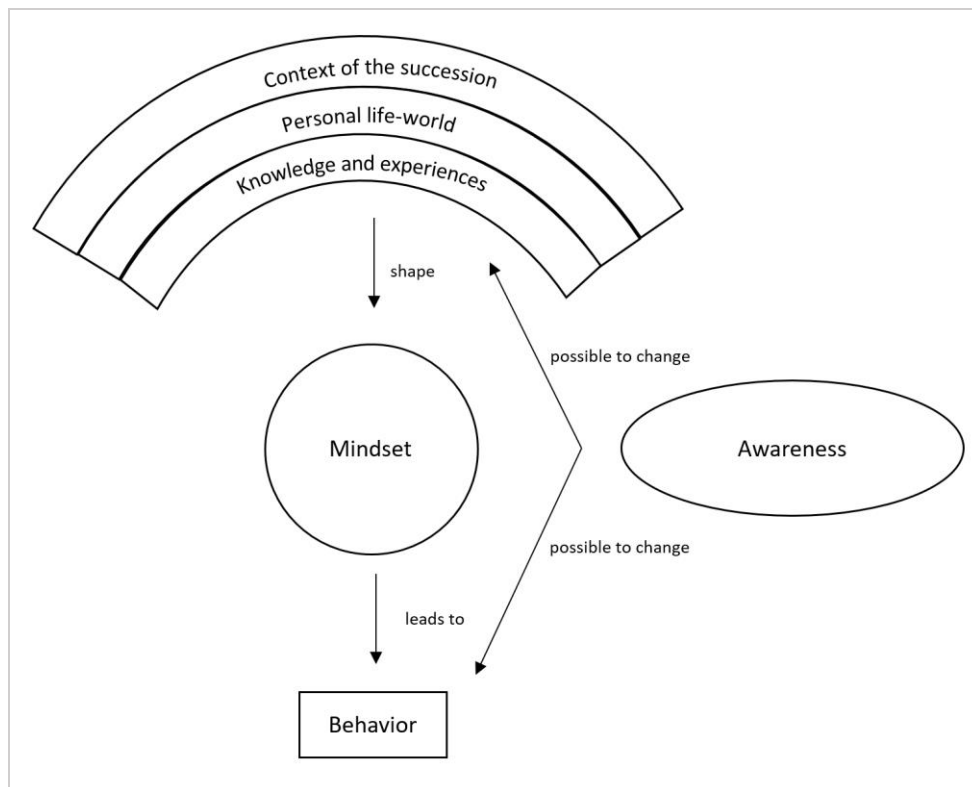 Context of the succession
Personal life-world
Knowledge and experiences
shape
possible to change
Mindset
Awareness
possible to change
leads to
Behavior